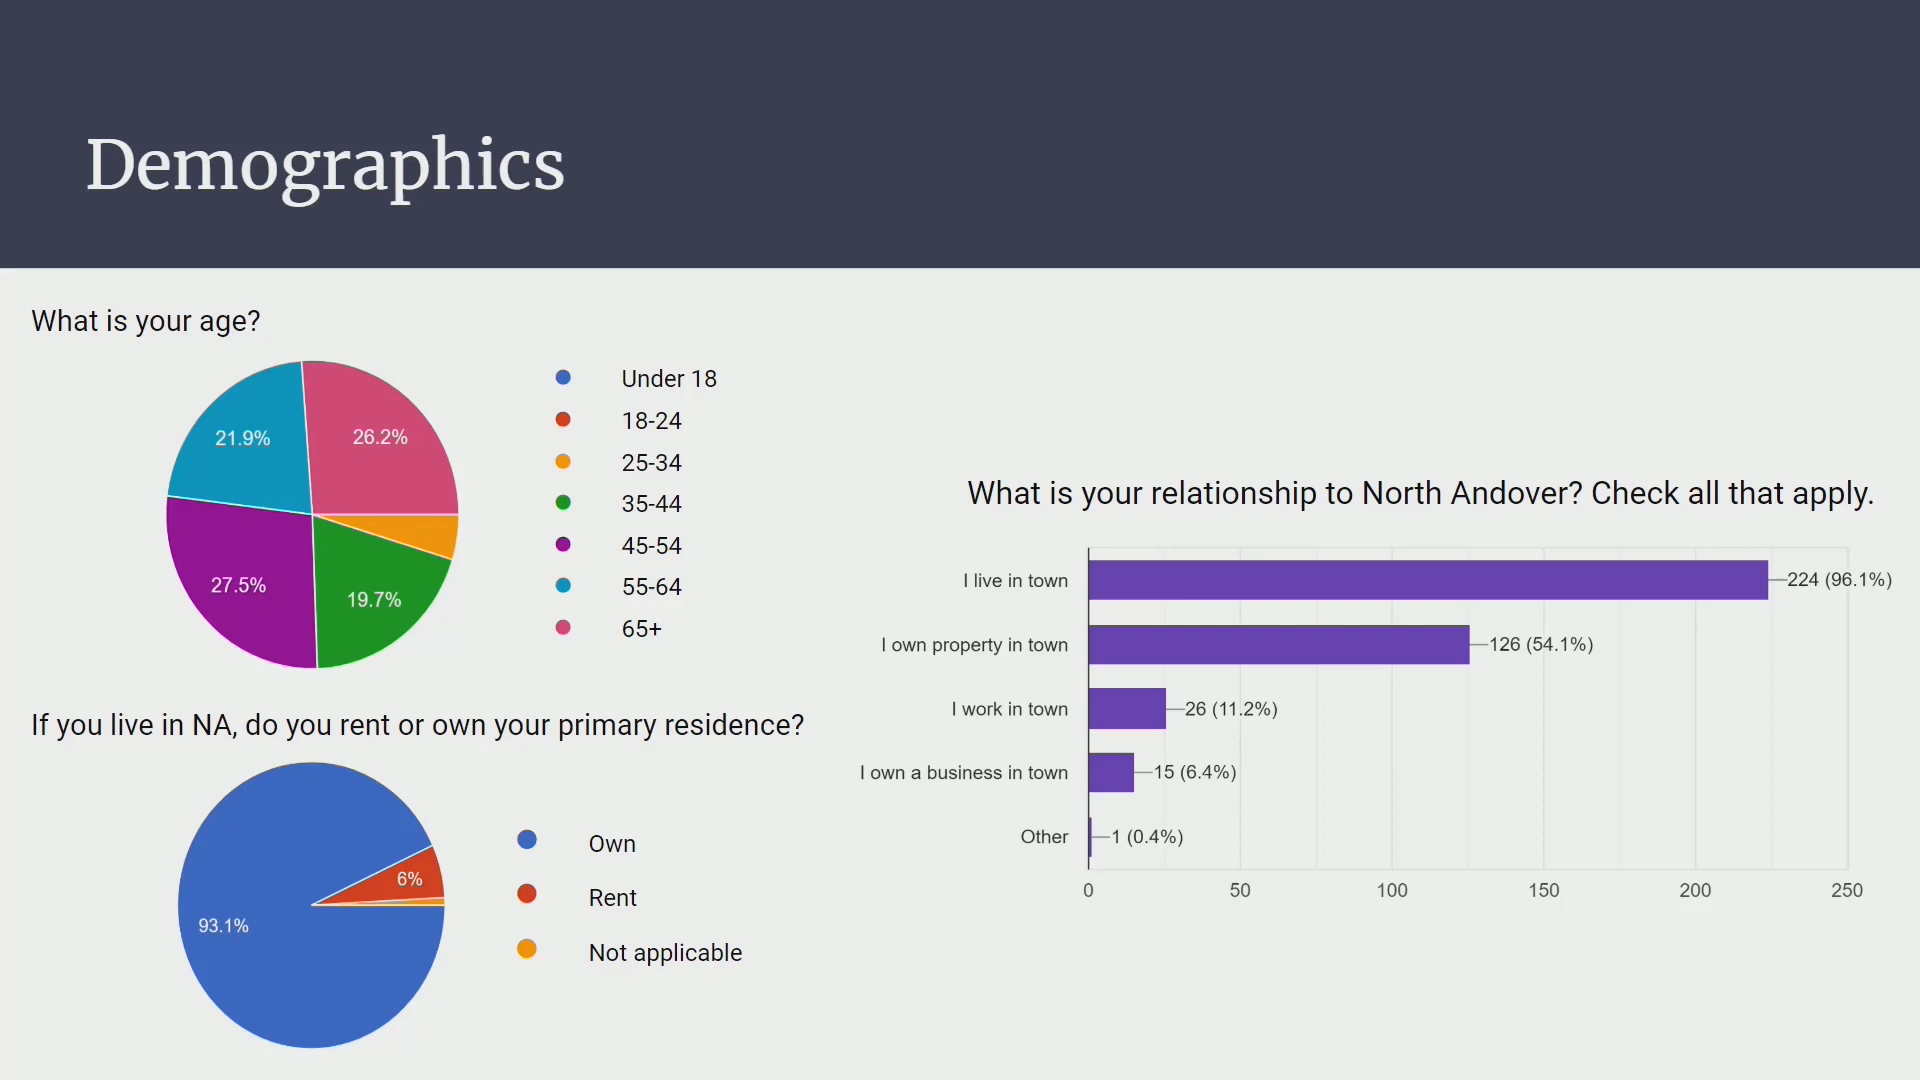 Demographics
What is your age?
21.9%
26.2%
27.5%
19.7%
Under 18
18-24
25-34
35-44
45-54
55-64
65+
If you live in NA, do you rent or own your primary residence?
93.1%
6%
Own
Rent
Not applicable
What is your relationship to North Andover? Check all that apply.
I live in town 224 (96.1%)
I own property in town 126 (54.1%)
I work in town 26 (11.2%)
I own a business in town 15 (6.4%)
Other 1 (0.4%)
0 50 100 150 200 250